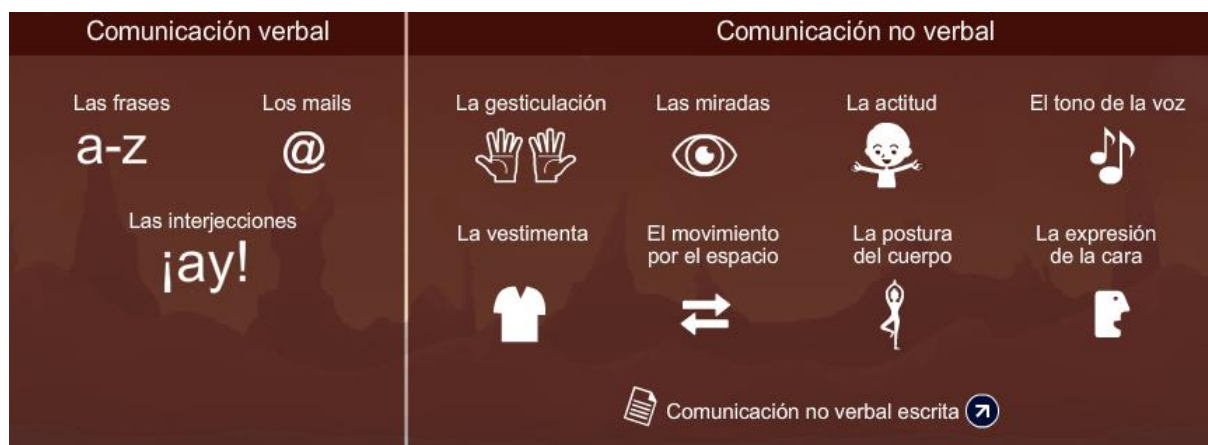 Comunicación verbal
Comunicación no verbal
Las frases
a-z
Los mails
@
Las interjecciones
¡ay!
La gesticulación
Las miradas
La actitud
El tono de la voz
La vestimenta
El movimiento
por el espacio
La postura
del cuerpo
La expresión
de la cara
Comunicación no verbal escrita